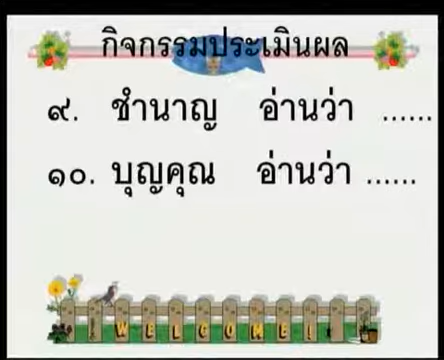 กิจกรรมประเมินผล
๙. ชำนาญ อ่านว่า ......
๑๐. บุญคุณ อ่านว่า ......
WELCOME!